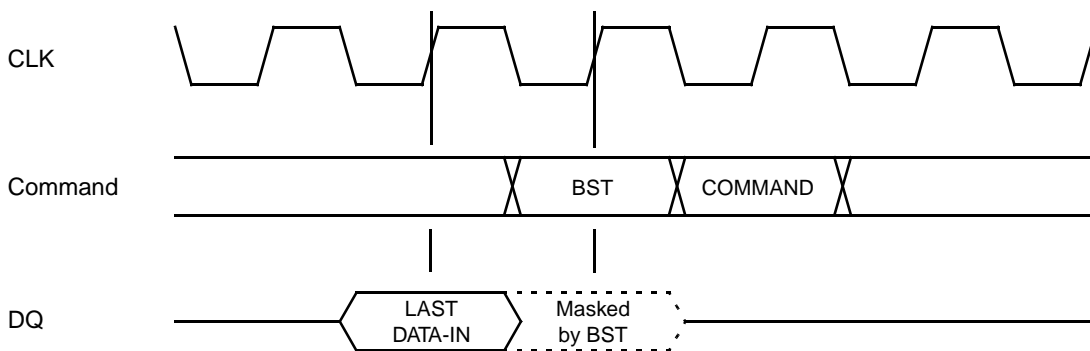 CLK
Command
BST
COMMAND
DQ
LAST
DATA-IN
Masked
by BST